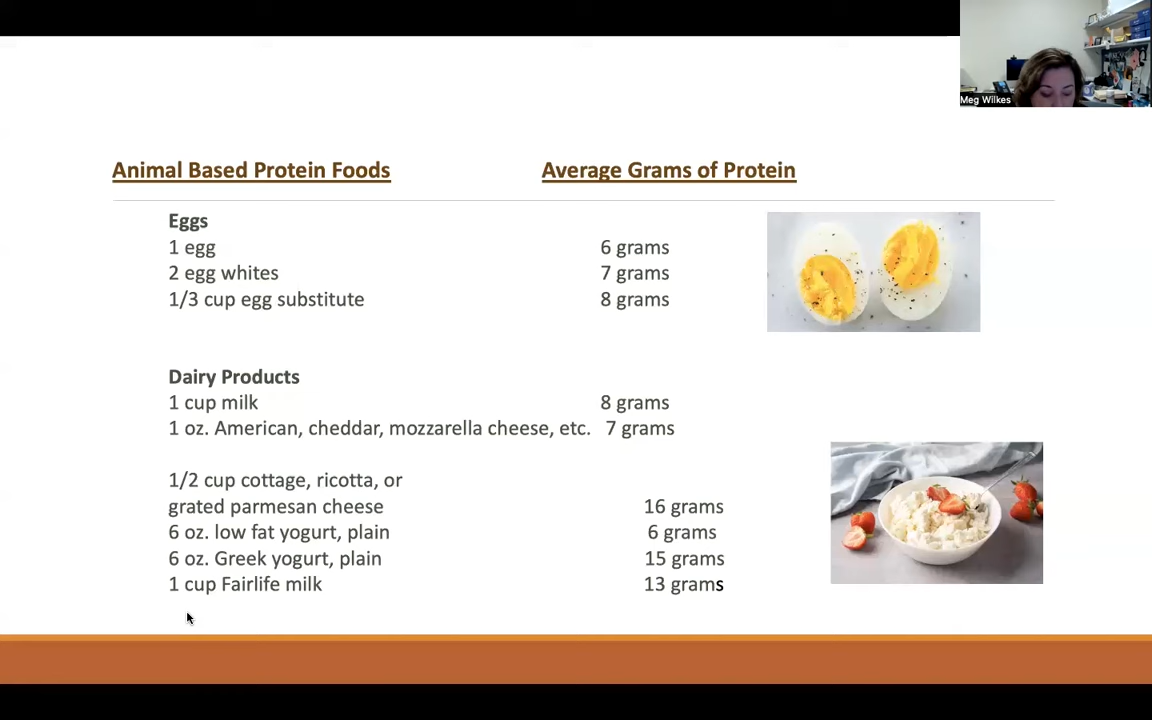 Meg Wilkes
Animal Based Protein Foods Average Grams of Protein
Eggs
1 egg 6 grams
2 egg whites 7 grams
1/3 cup egg substitute 8 grams
Dairy Products
1 cup milk 8 grams
1 oz. American, cheddar, mozzarella cheese, etc. 7 grams
1/2 cup cottage, ricotta, or
grated parmesan cheese 16 grams
6 oz. low fat yogurt, plain 6 grams
6 oz. Greek yogurt, plain 15 grams
1 cup Fairlife milk 13 grams